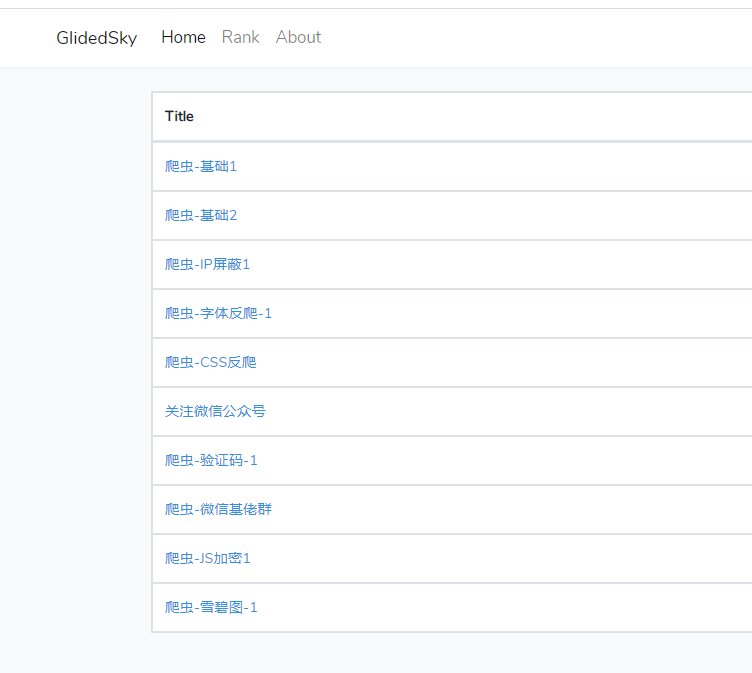 GlidedSky Home Rank About
Title
爬虫-基础1
爬虫-基础2
爬虫-IP屏蔽1
爬虫-字体反爬-1
爬虫-CSS反爬
关注微信公众号
爬虫-验证码-1
爬虫-微信基佬群
爬虫-JS加密1
爬虫-雪碧图-1